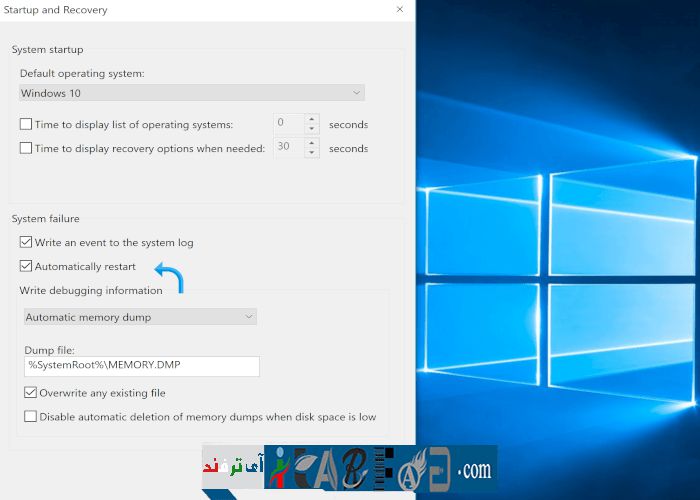 Startup and Recovery
System startup
Default operating system:
Windows 10
Time to display list of operating systems: 0 seconds
Time to display recovery options when needed: 30 seconds
System failure
Write an event to the system log
Automatically restart
Write debugging information
Automatic memory dump
Dump file:
%SystemRoot%\MEMORY.DMP
Overwrite any existing file
Disable automatic deletion of memory dumps when disk space is low
آی ترفند
.com